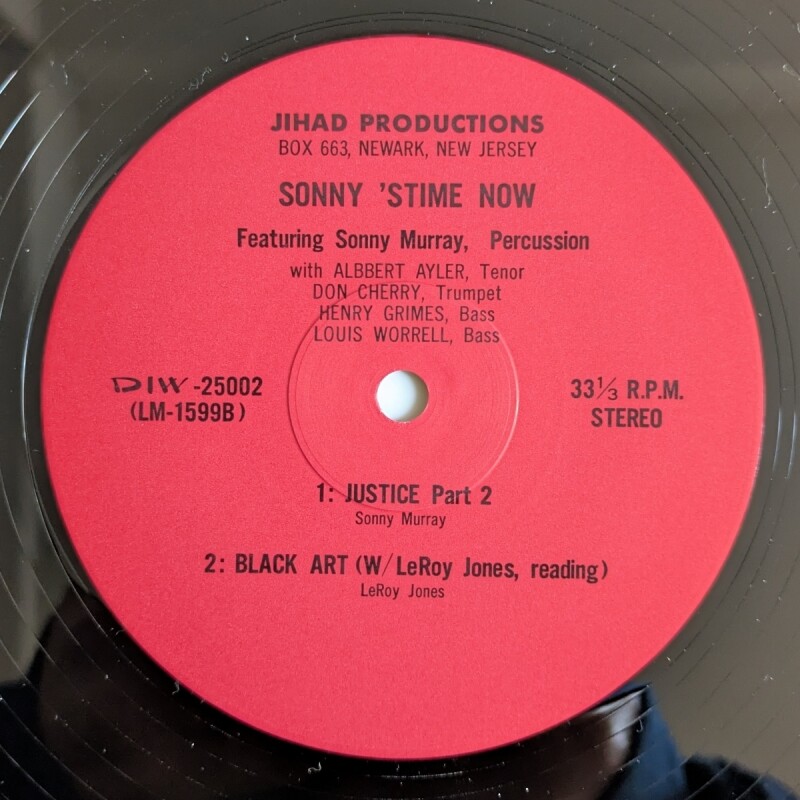 JIHAD PRODUCTIONS
BOX 663, NEWARK, NEW JERSEY
SONNY 'STIME NOW
Featuring Sonny Murray, Percussion
with ALBBERT AYLER, Tenor
DON CHERRY, Trumpet
HENRY GRIMES, Bass
LOUIS WORRELL, Bass
DIW -25002
(LM-1599B)
33⅓ R.P.M.
STEREO
1: JUSTICE Part 2
Sonny Murray
2: BLACK ART (W/LeRoy Jones, reading)
LeRoy Jones